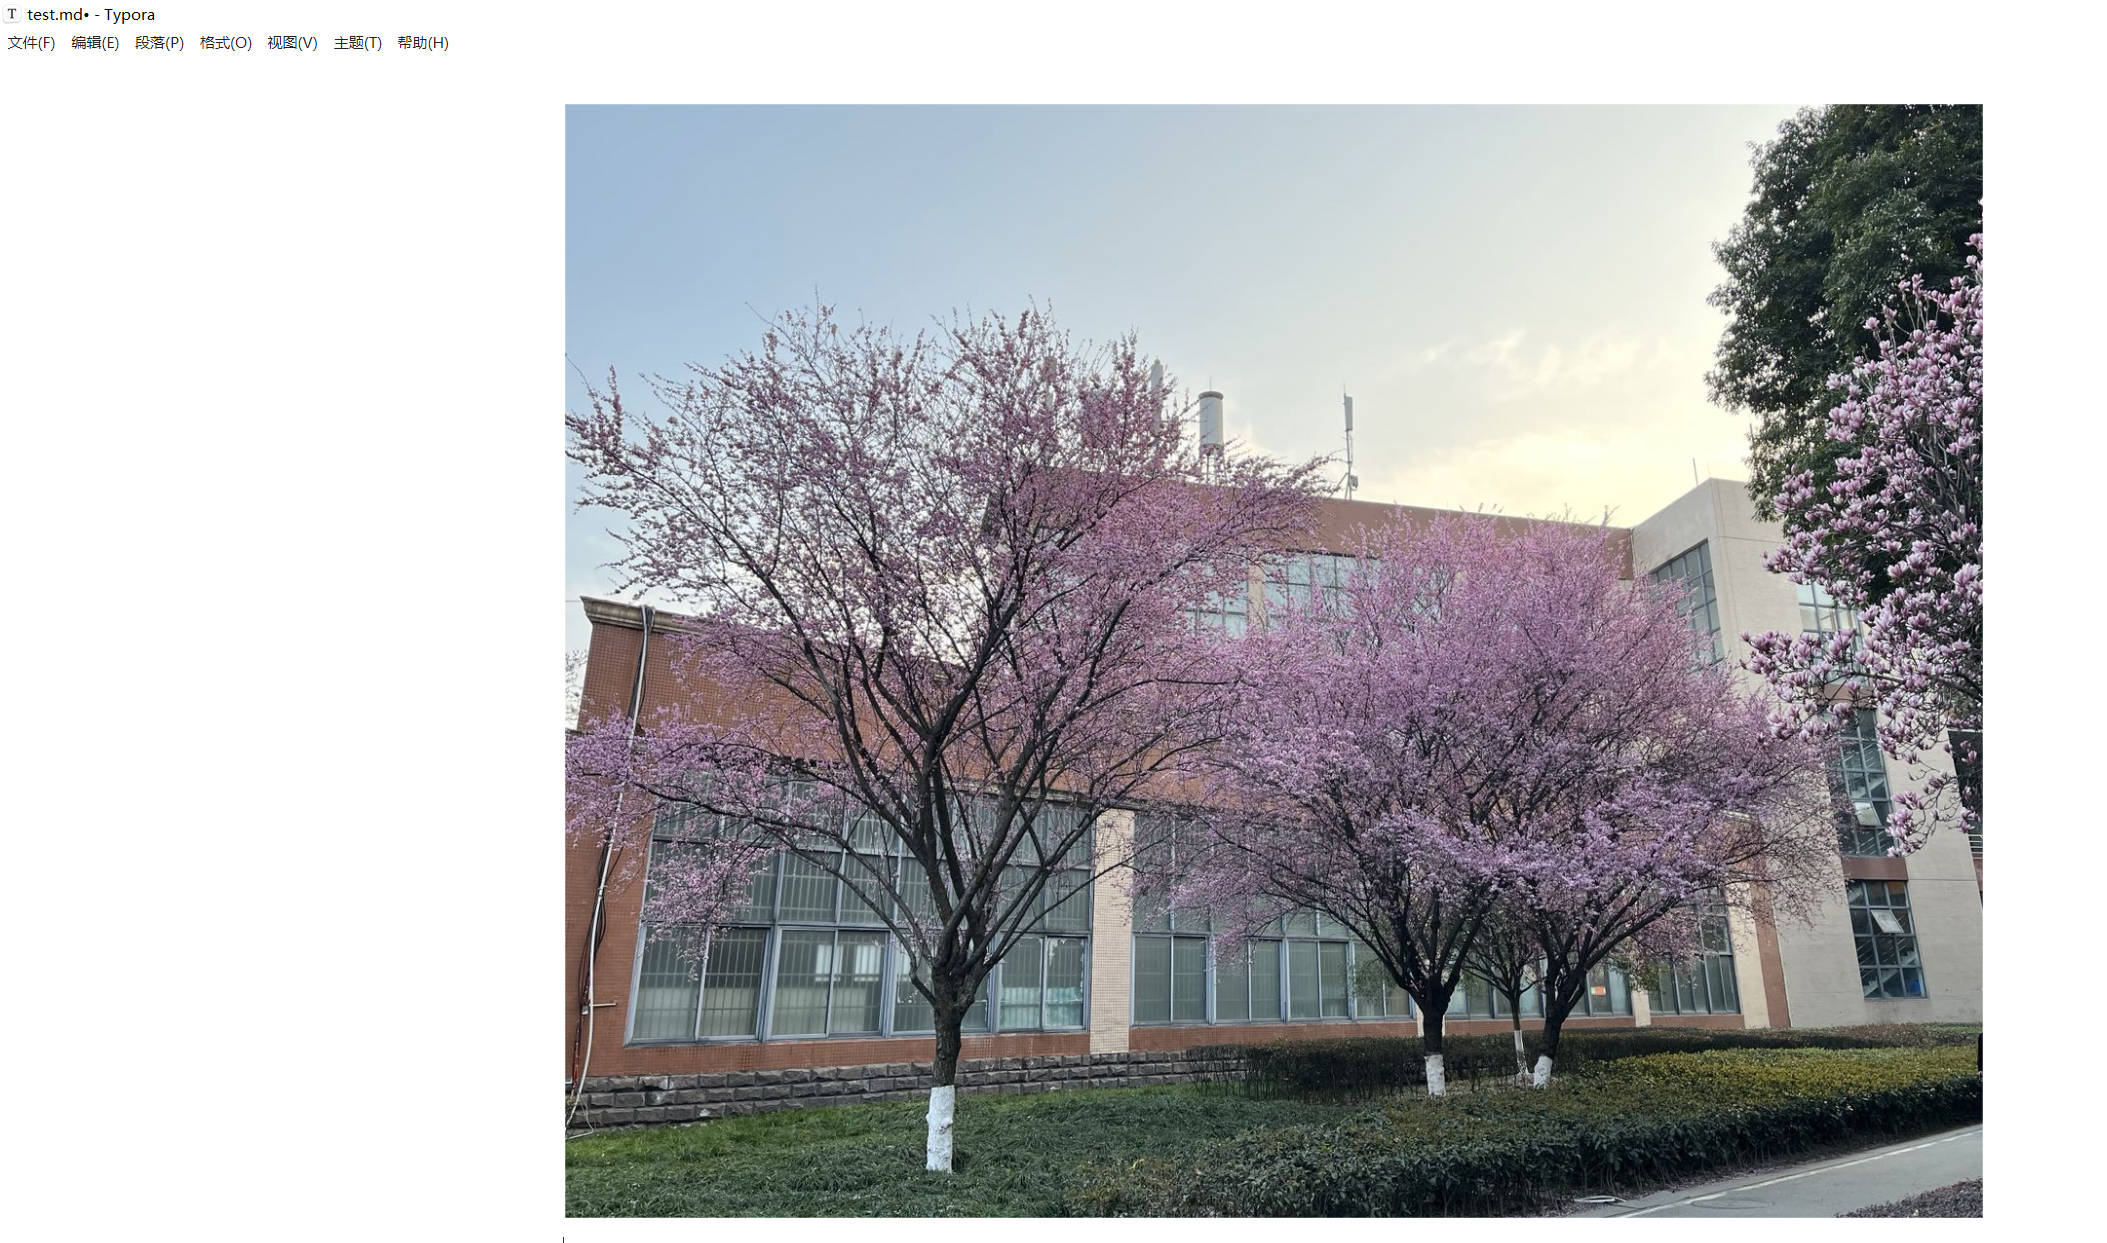 T test.md• - Typora
文件(F) 编辑(E) 段落(P) 格式(O) 视图(V) 主题(T) 帮助(H)